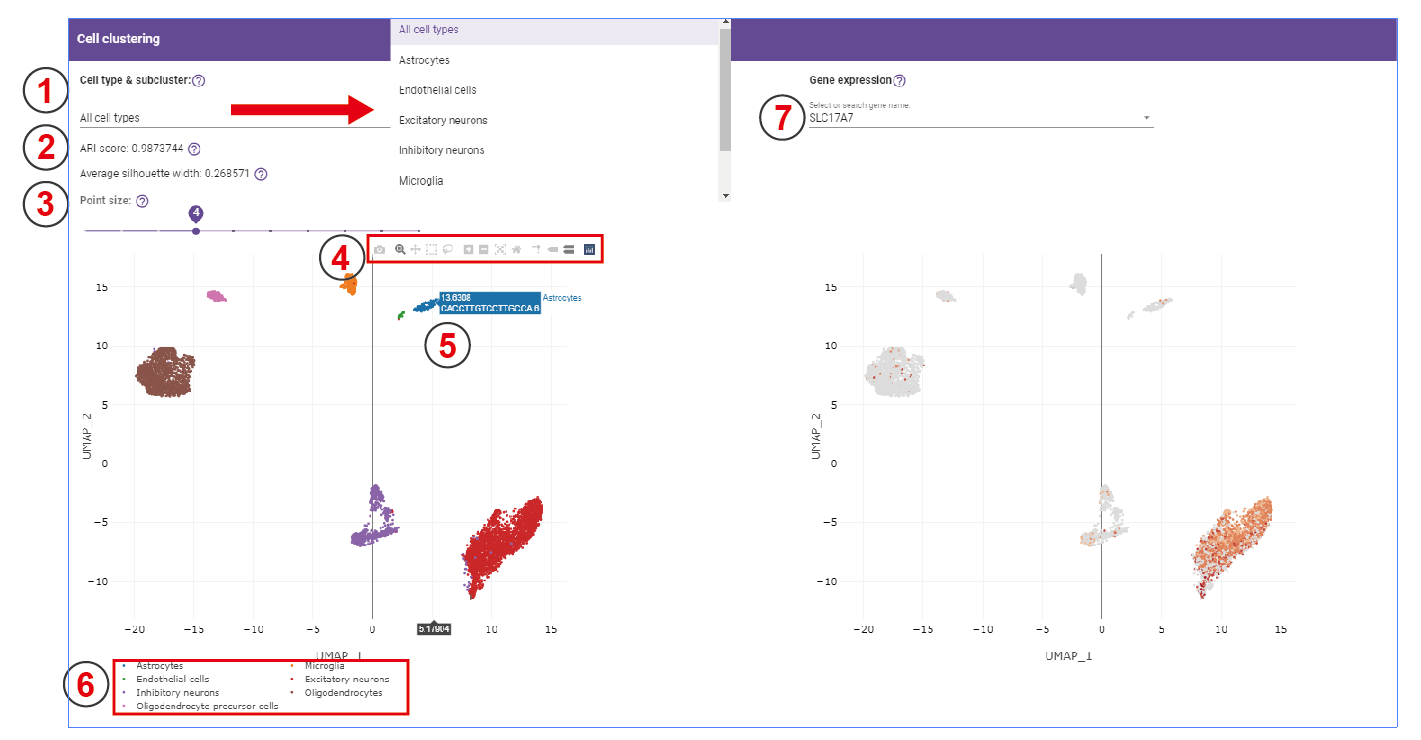 Cell clustering
All cell types
Astrocytes
Endothelial cells
Excitatory neurons
Inhibitory neurons
Microglia
1
Cell type & subcluster:?
All cell types
2
ARI score: 0.9873744 ?
Average silhouette width: 0.268571 ?
3
Point size: ?
4
4
Gene expression?
7
Select or search gene name.
SLC17A7
13.6308
CACCTTGTCCTTGCCA 6
Astrocytes
5
15
10
5
0
−5
−10
UMAP_2
−20
−15
−10
−5
0
5.17904
10
15
UMAP_1
15
10
5
0
−5
−10
UMAP_2
−20
−15
−10
−5
0
5
10
15
UMAP_1
6
Astrocytes
Microglia
Endothelial cells
Excitatory neurons
Inhibitory neurons
Oligodendrocytes
Oligodendrocyte precursor cells